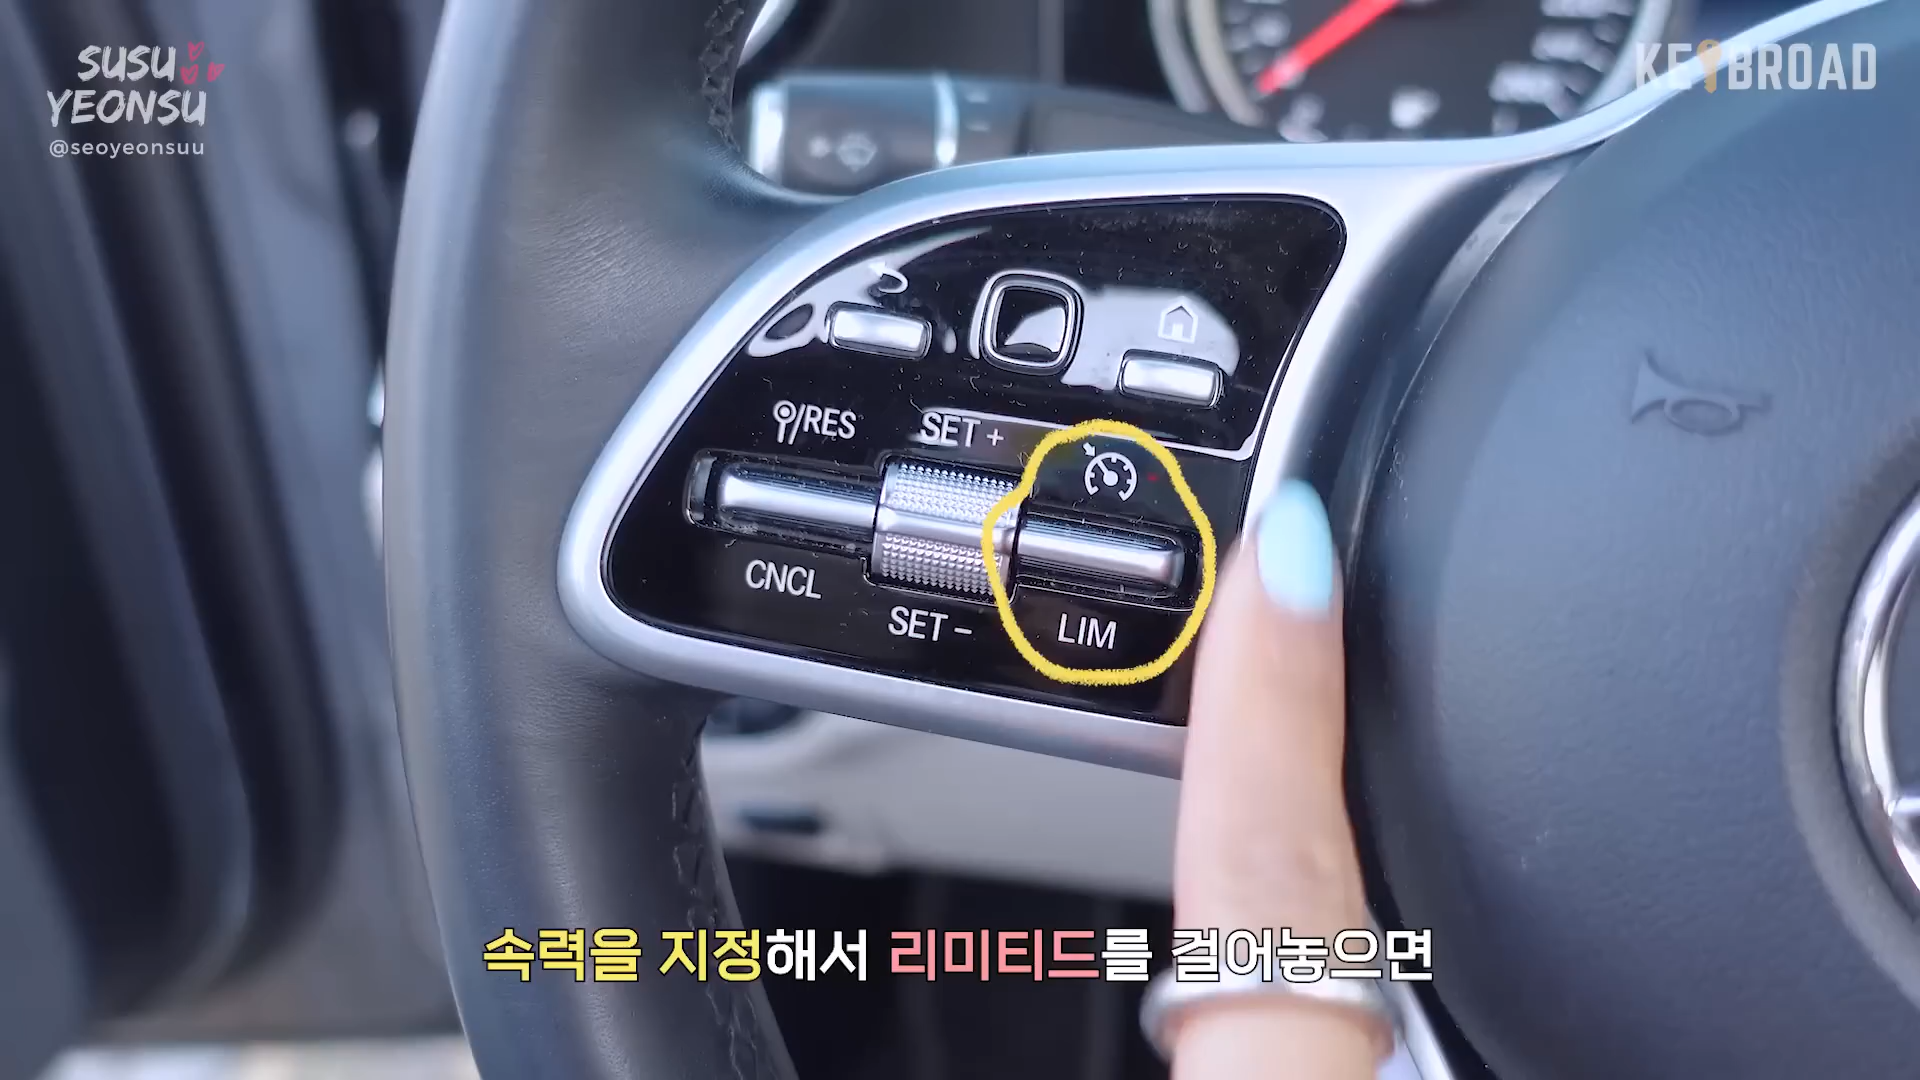 SUSU
YEONSU
@seoyeonsuu
KEYBROAD
/RES
SET +
CNCL
SET −
LIM
속력을 지정해서 리미티드를 걸어놓으면